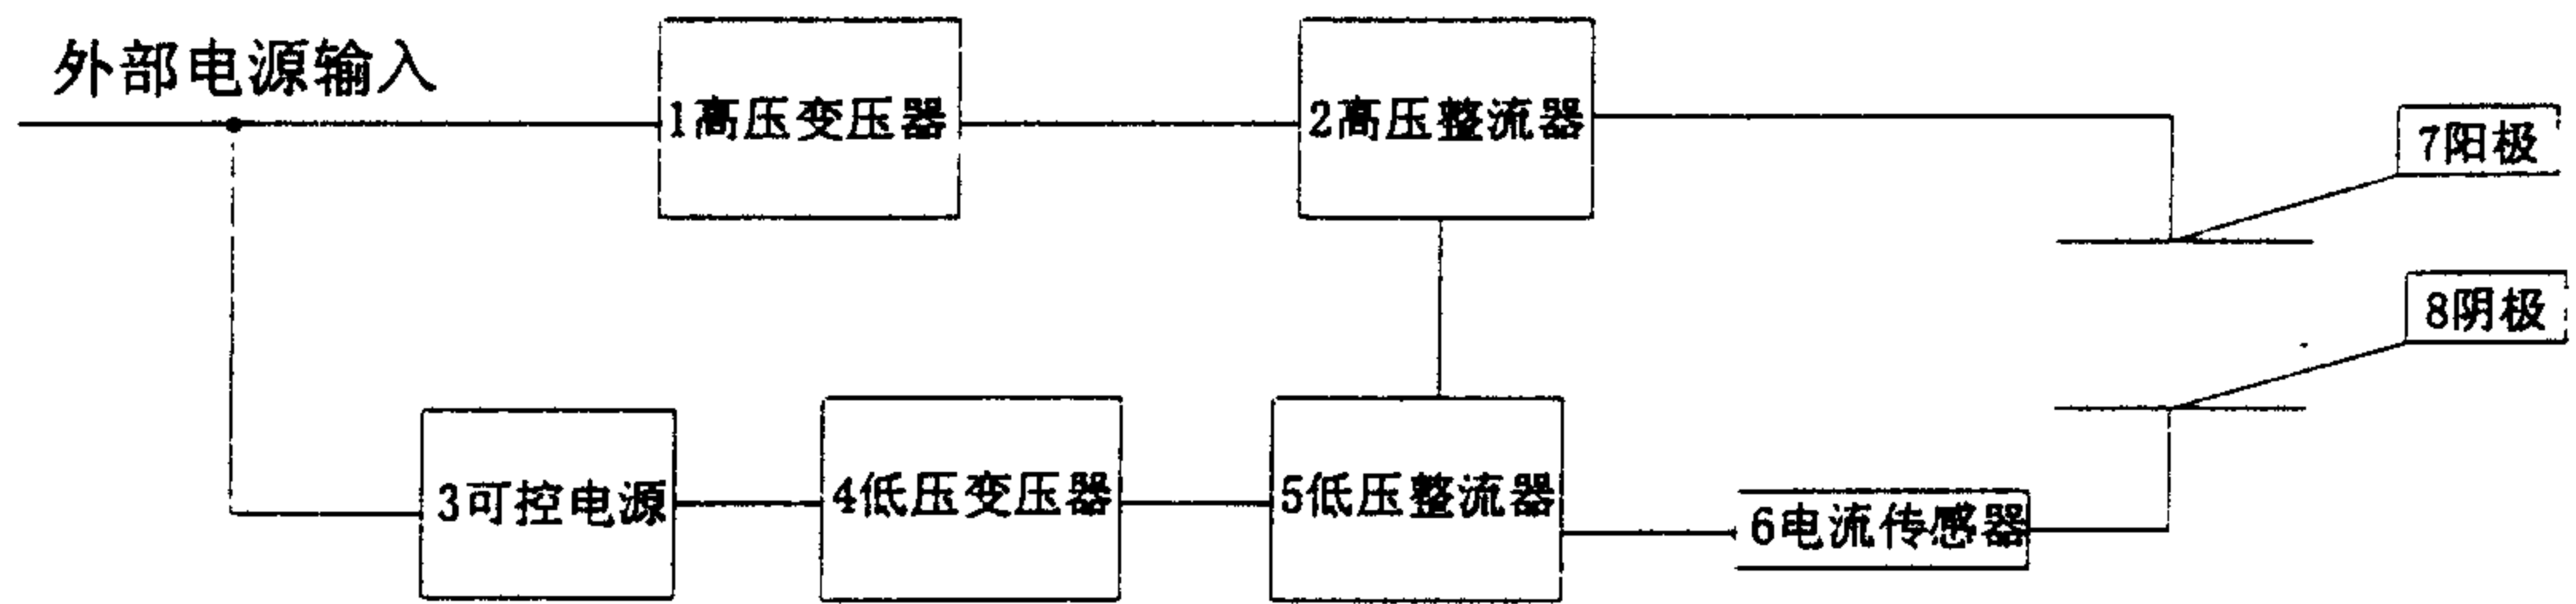 外部电源输入
1高压变压器
2高压整流器
7阳极
8阴极
3可控电源
4低压变压器
5低压整流器
6电流传感器